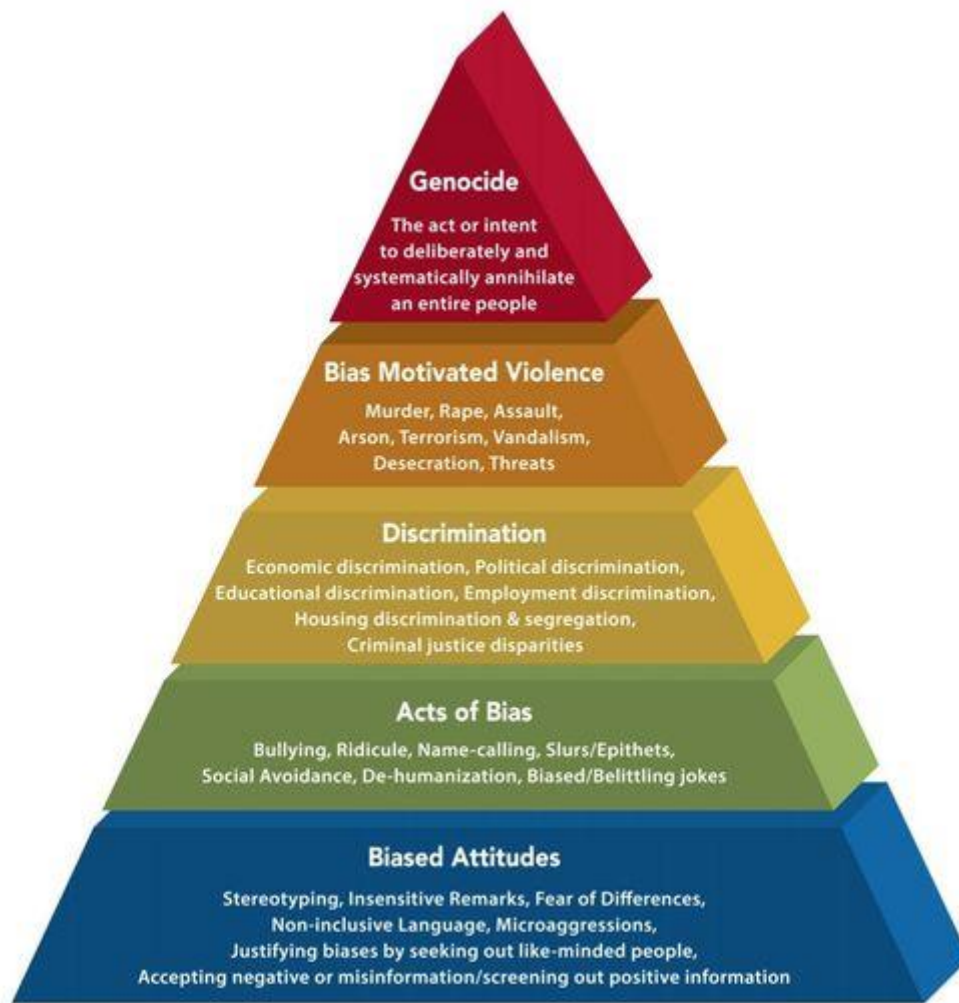 Genocide
The act or intent
to deliberately and
systematically annihilate
an entire people
Bias Motivated Violence
Murder, Rape, Assault,
Arson, Terrorism, Vandalism,
Desecration, Threats
Discrimination
Economic discrimination, Political discrimination,
Educational discrimination, Employment discrimination,
Housing discrimination & segregation,
Criminal justice disparities
Acts of Bias
Bullying, Ridicule, Name-calling, Slurs/Epithets,
Social Avoidance, De-humanization, Biased/Belittling jokes
Biased Attitudes
Stereotyping, Insensitive Remarks, Fear of Differences,
Non-inclusive Language, Microaggressions,
Justifying biases by seeking out like-minded people,
Accepting negative or misinformation/screening out positive information